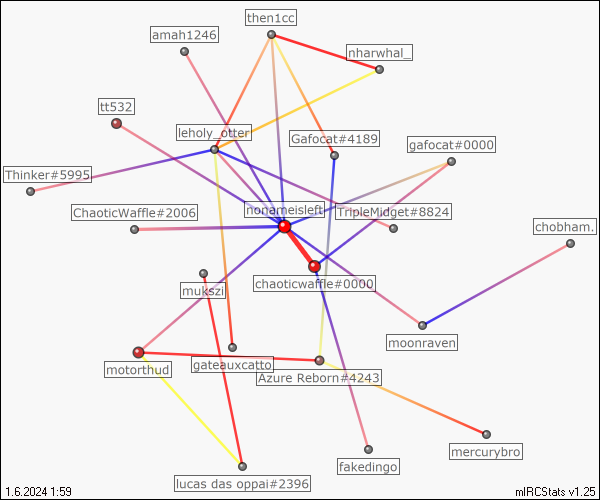 then1cc
amah1246
nharwhal_
tt532
leholy_otter
Gafocat#4189
gafocat#0000
Thinker#5995
nonameisleft
ChaoticWaffle#2006
TripleMidget#8824
chobham.
chaoticwaffle#0000
mukszi
moonraven
gateauxcatto
motorthud
Azure Reborn#4243
mercurybro
fakedingo
lucas das oppai#2396
1.6.2024 1:59
mIRCStats v1.25